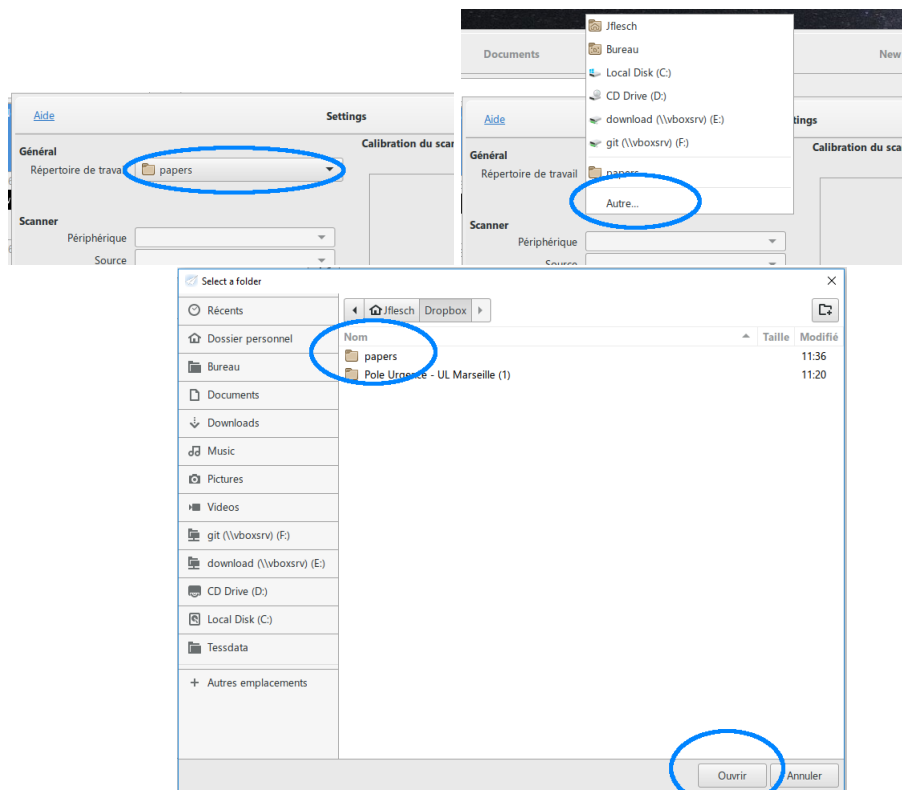 Aide
Settings
Général
Calibration du scar
Répertoire de travail
papers
Scanner
Périphérique
Source
Jflesch
Documents
Bureau
New
Local Disk (C:)
CD Drive (D:)
Aide
download (\\vboxsrv) (E:)
tings
git (\\vboxsrv) (F:)
Général
Calibration du sca
Répertoire de travail
papers
Autre...
Scanner
Périphérique
Source
Select a folder
Récents
Jflesch
Dropbox
Dossier personnel
Nom
Taille
Modifié
papers
11:36
Bureau
Pole Urgence - UL Marseille (1)
11:20
Documents
Downloads
Music
Pictures
Videos
git (\\vboxsrv) (F:)
download (\\vboxsrv) (E:)
CD Drive (D:)
Local Disk (C:)
Tessdata
+ Autres emplacements
Ouvrir
Annuler